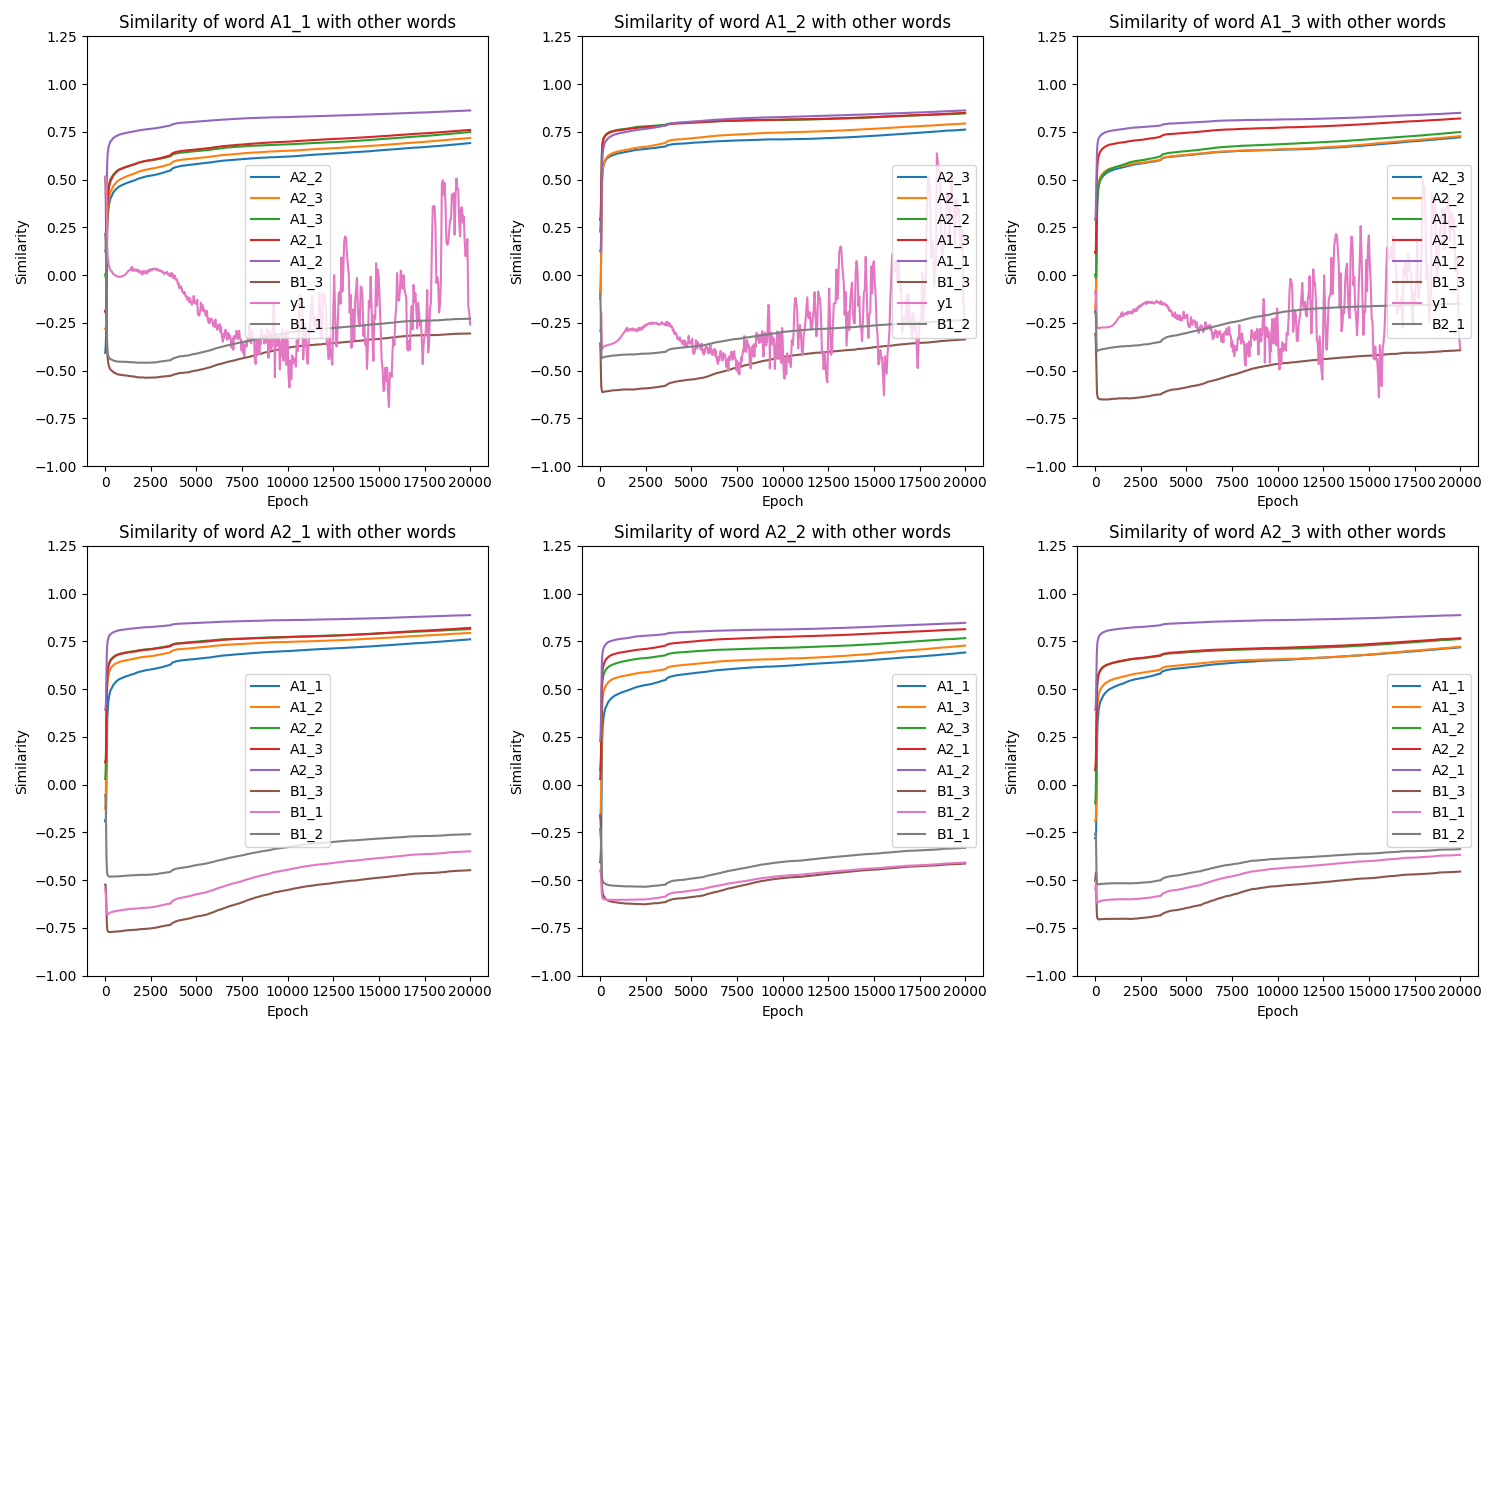 Similarity of word A1_1 with other words
1.25
1.00
0.75
0.50
0.25
0.00
−0.25
−0.50
−0.75
−1.00
Similarity
A2_2
A2_3
A1_3
A2_1
A1_2
B1_3
y1
B1_1
0 2500 5000 7500 10000 12500 15000 17500 20000
Epoch
Similarity of word A1_2 with other words
1.25
1.00
0.75
0.50
0.25
0.00
−0.25
−0.50
−0.75
−1.00
Similarity
A2_3
A2_1
A2_2
A1_3
A1_1
B1_3
y1
B1_2
0 2500 5000 7500 10000 12500 15000 17500 20000
Epoch
Similarity of word A1_3 with other words
1.25
1.00
0.75
0.50
0.25
0.00
−0.25
−0.50
−0.75
−1.00
Similarity
A2_3
A2_2
A1_1
A2_1
A1_2
B1_3
y1
B2_1
0 2500 5000 7500 10000 12500 15000 17500 20000
Epoch
Similarity of word A2_1 with other words
1.25
1.00
0.75
0.50
0.25
0.00
−0.25
−0.50
−0.75
−1.00
Similarity
A1_1
A1_2
A2_2
A1_3
A2_3
B1_3
B1_1
B1_2
0 2500 5000 7500 10000 12500 15000 17500 20000
Epoch
Similarity of word A2_2 with other words
1.25
1.00
0.75
0.50
0.25
0.00
−0.25
−0.50
−0.75
−1.00
Similarity
A1_1
A1_3
A2_3
A2_1
A1_2
B1_3
B1_2
B1_1
0 2500 5000 7500 10000 12500 15000 17500 20000
Epoch
Similarity of word A2_3 with other words
1.25
1.00
0.75
0.50
0.25
0.00
−0.25
−0.50
−0.75
−1.00
Similarity
A1_1
A1_3
A1_2
A2_2
A2_1
B1_3
B1_1
B1_2
0 2500 5000 7500 10000 12500 15000 17500 20000
Epoch